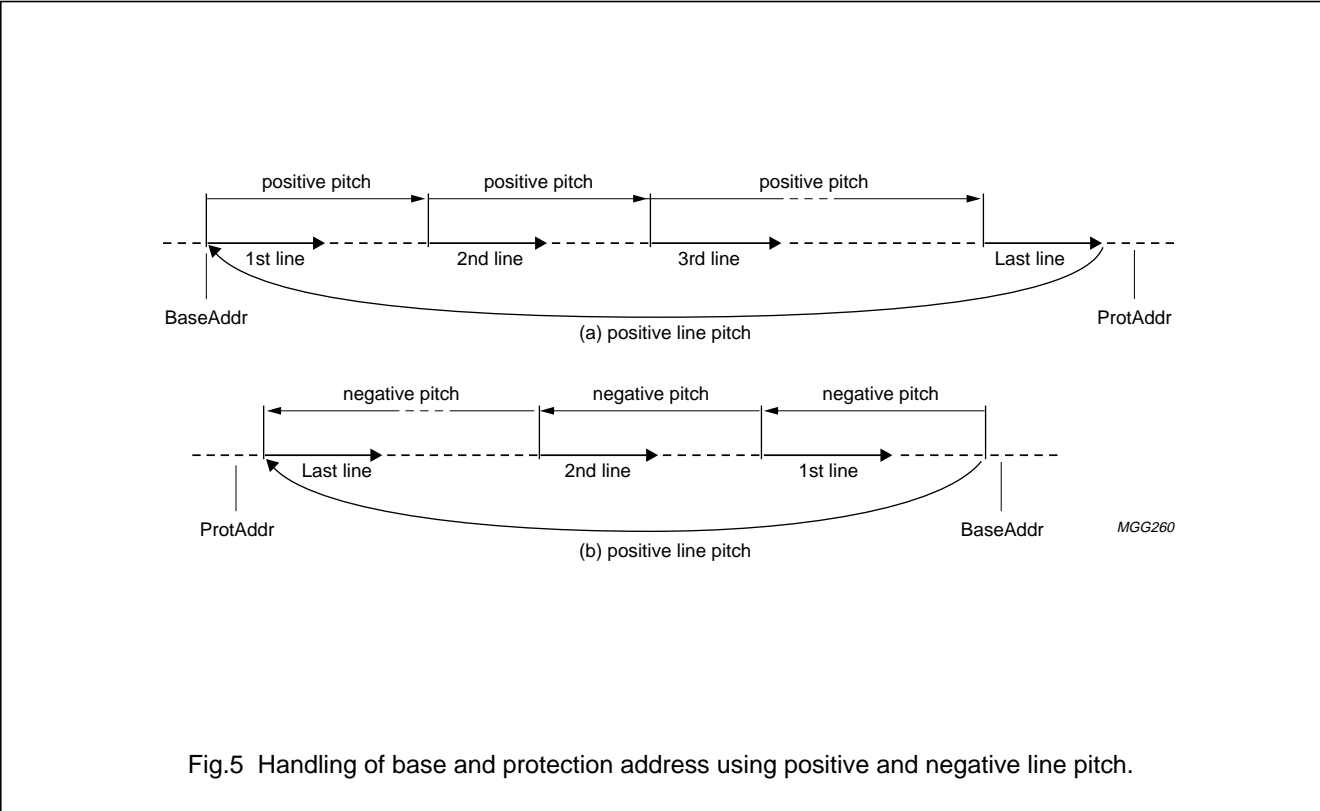 positive pitch positive pitch positive pitch
1st line 2nd line 3rd line Last line
BaseAddr ProtAddr
(a) positive line pitch
negative pitch negative pitch negative pitch
Last line 2nd line 1st line
ProtAddr BaseAddr MGG260
(b) positive line pitch
Fig.5 Handling of base and protection address using positive and negative line pitch.